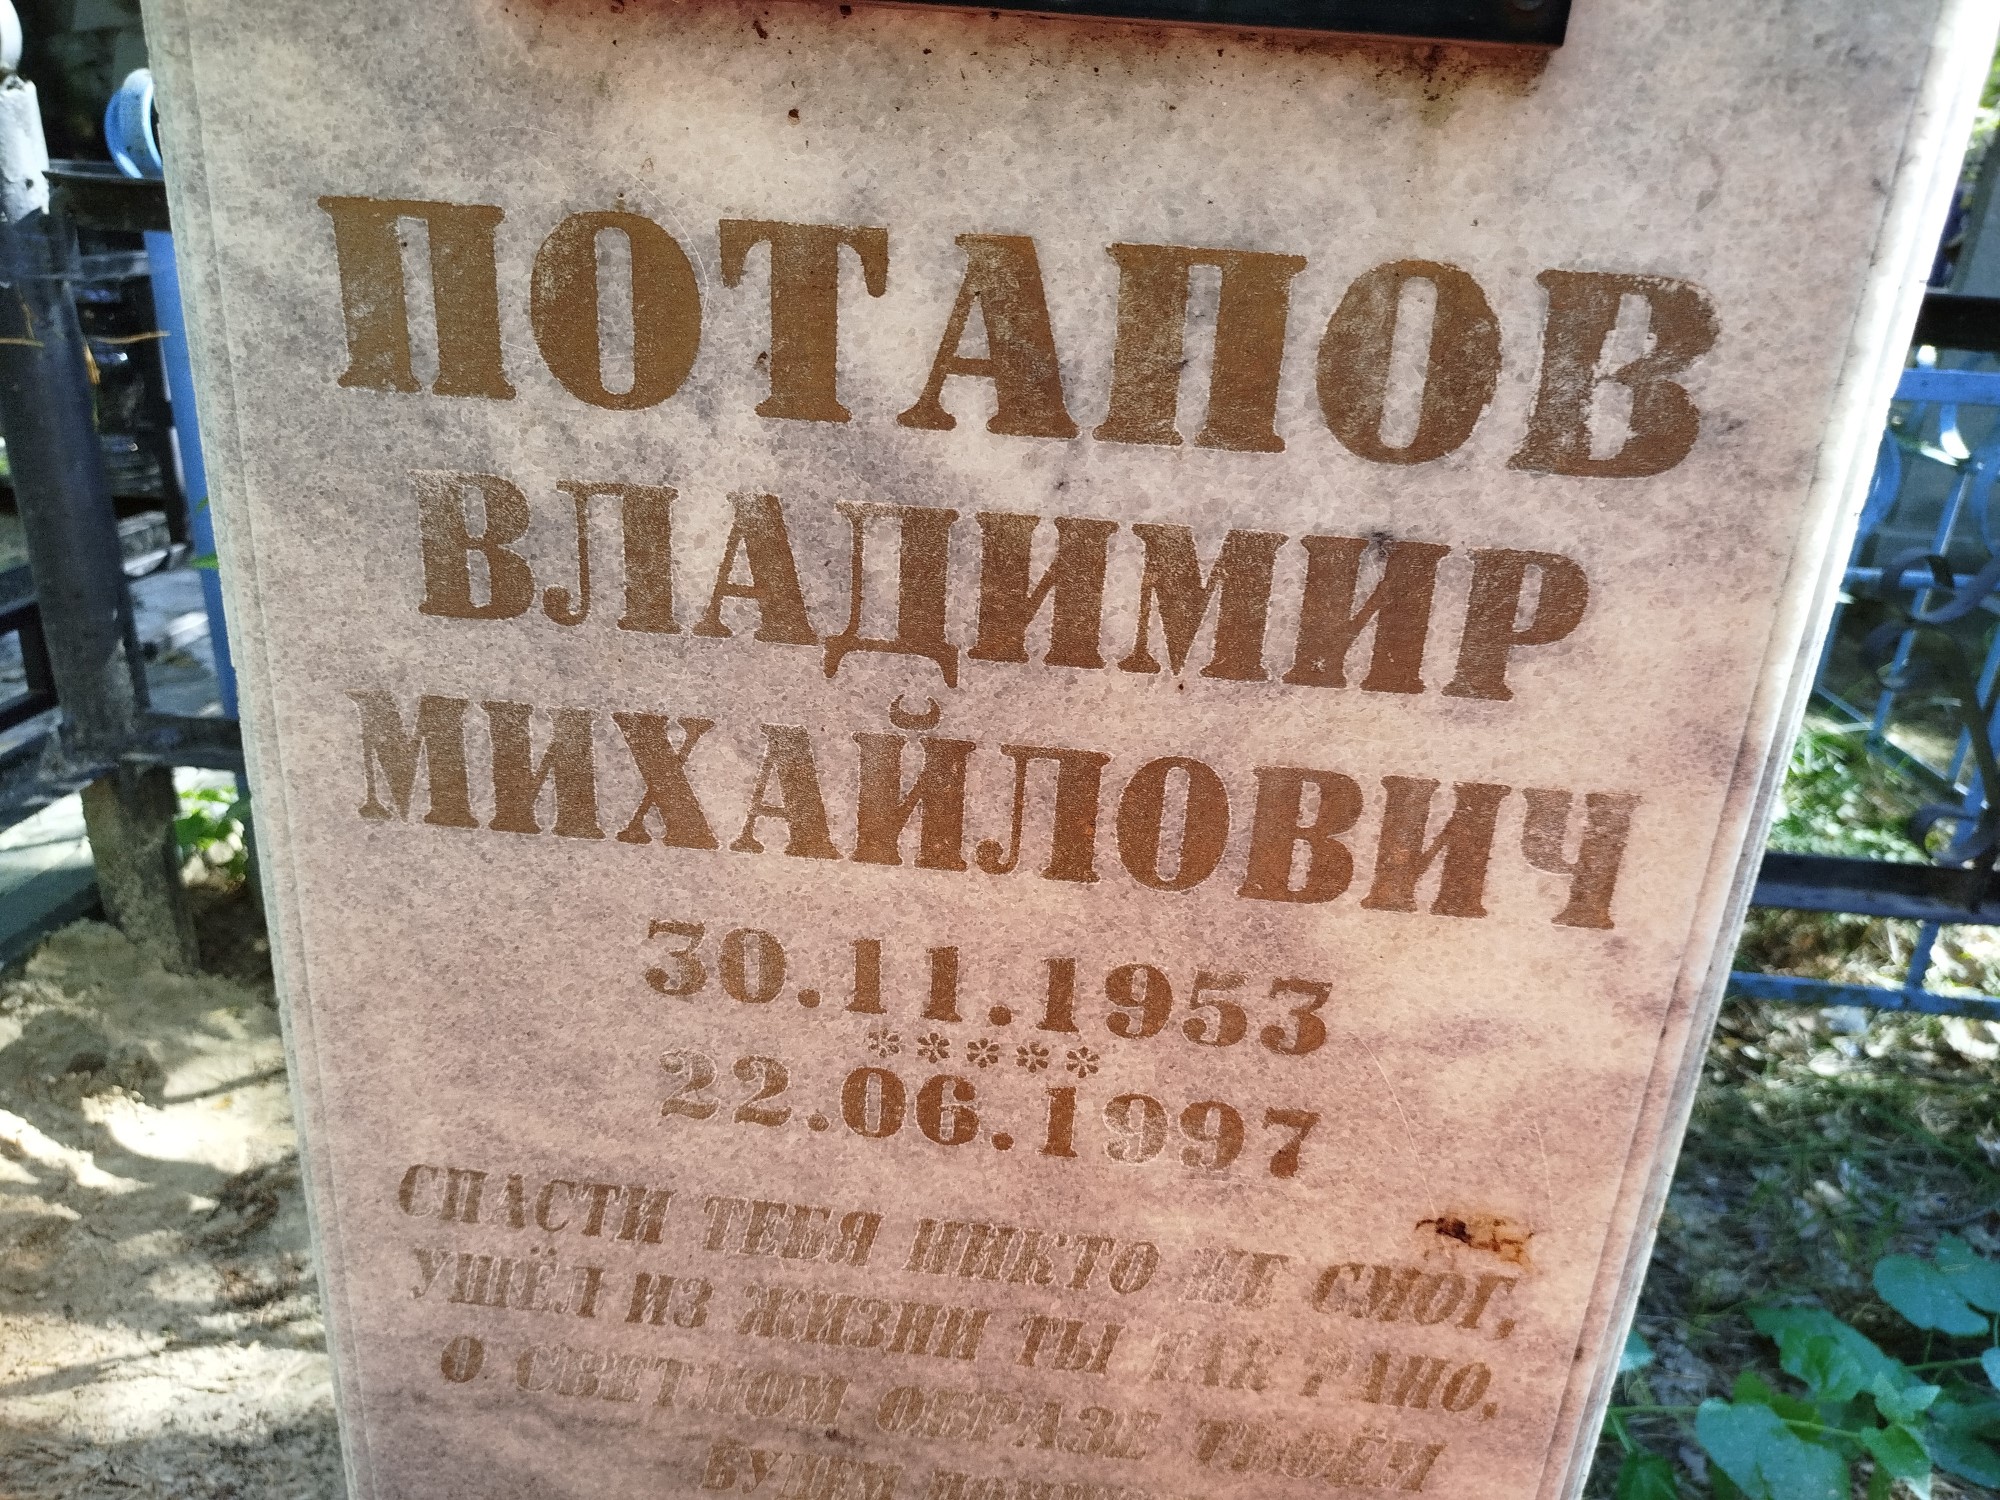 ПОТАПОВ
ВЛАДИМИР
МИХАЙЛОВИЧ
30.11.1953
*****
22.06.1997
СПАСТИ ТЕБЯ НИКТО НЕ СМОГ,
УШЁЛ ИЗ ЖИЗНИ ТЫ ТАК РАНО,
О СВЕТЛОМ ОБРАЗЕ ТВОЁМ
БУДЕМ